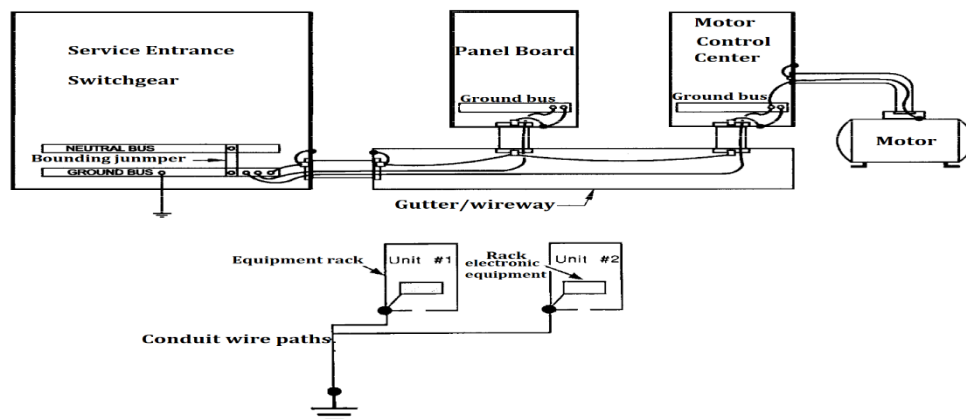 Service Entrance
Switchgear
NEUTRAL BUS
Bounding junmper
GROUND BUS
Panel Board
Ground bus
Motor
Control
Center
Ground bus
Motor
Gutter/wireway
Equipment rack
Unit #1
Rack
electronic
equipment
Unit #2
Conduit wire paths